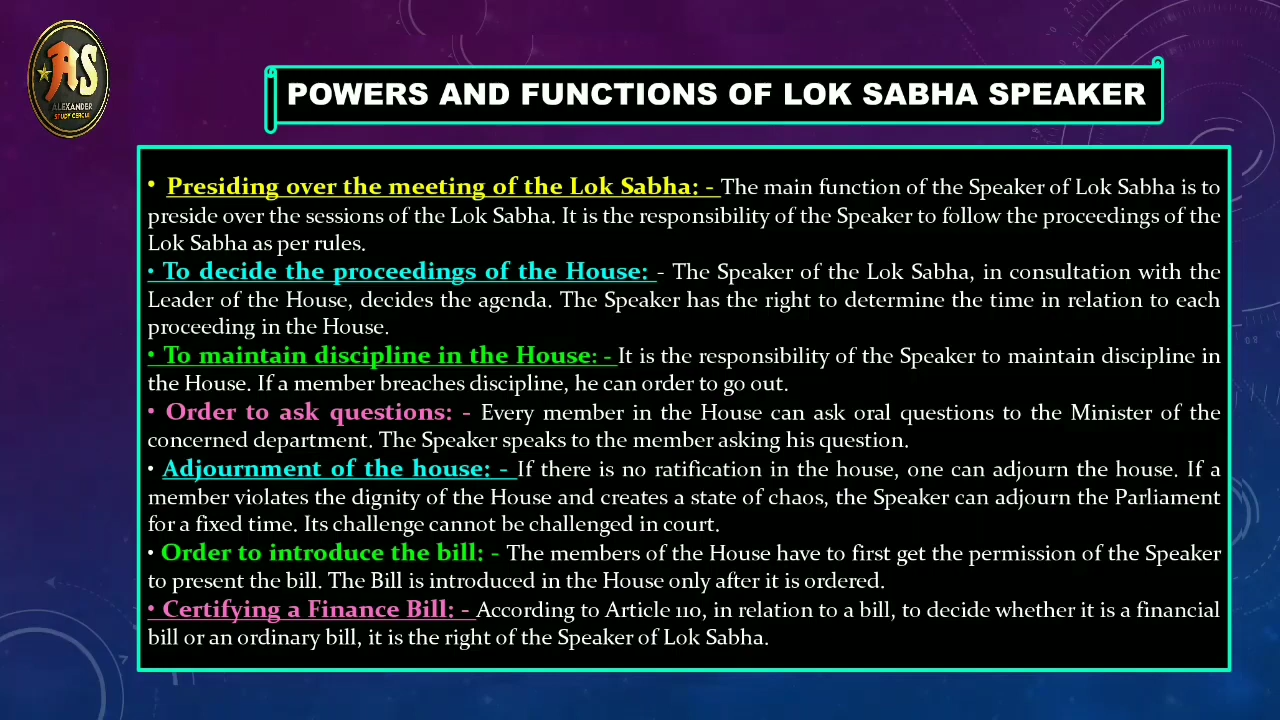 AS
ALEXANDER
STUDY CERCLE
POWERS AND FUNCTIONS OF LOK SABHA SPEAKER
• Presiding over the meeting of the Lok Sabha: - The main function of the Speaker of Lok Sabha is to
preside over the sessions of the Lok Sabha. It is the responsibility of the Speaker to follow the proceedings of the
Lok Sabha as per rules.
• To decide the proceedings of the House: - The Speaker of the Lok Sabha, in consultation with the
Leader of the House, decides the agenda. The Speaker has the right to determine the time in relation to each
proceeding in the House.
• To maintain discipline in the House: - It is the responsibility of the Speaker to maintain discipline in
the House. If a member breaches discipline, he can order to go out.
• Order to ask questions: - Every member in the House can ask oral questions to the Minister of the
concerned department. The Speaker speaks to the member asking his question.
• Adjournment of the house: - If there is no ratification in the house, one can adjourn the house. If a
member violates the dignity of the House and creates a state of chaos, the Speaker can adjourn the Parliament
for a fixed time. Its challenge cannot be challenged in court.
• Order to introduce the bill: - The members of the House have to first get the permission of the Speaker
to present the bill. The Bill is introduced in the House only after it is ordered.
• Certifying a Finance Bill: - According to Article 110, in relation to a bill, to decide whether it is a financial
bill or an ordinary bill, it is the right of the Speaker of Lok Sabha.